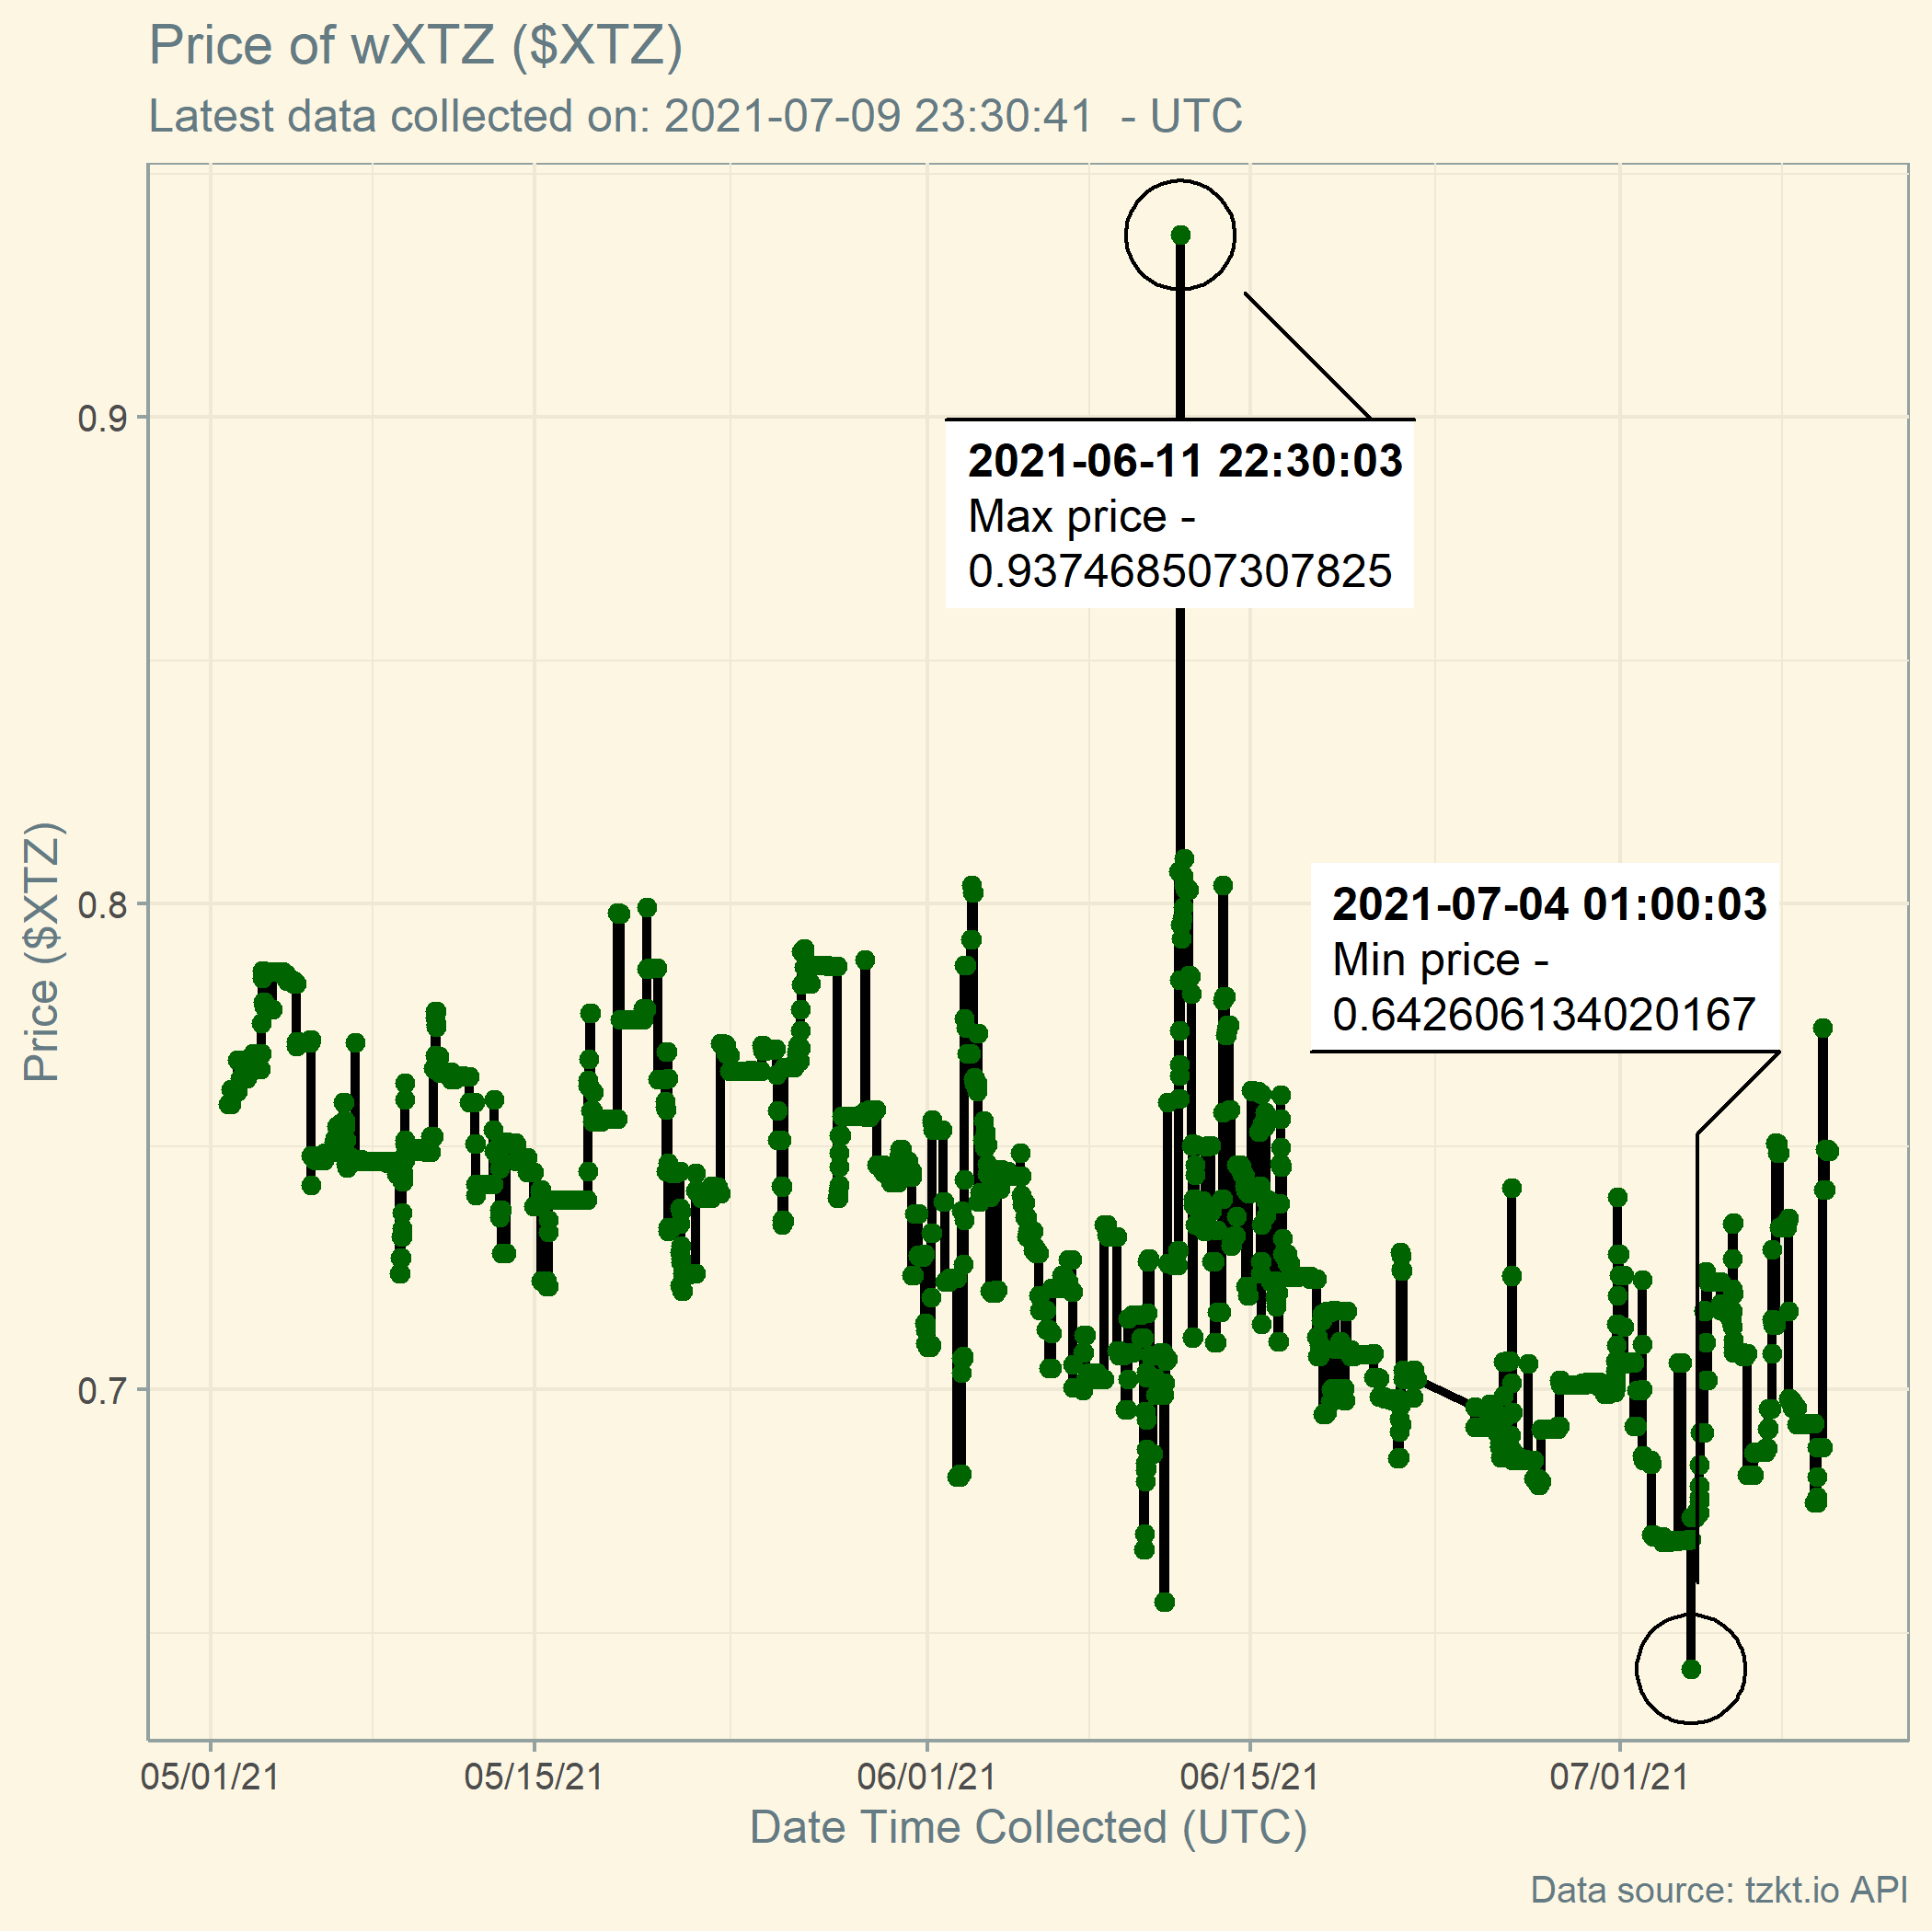 Price of wXTZ ($XTZ)
Latest data collected on: 2021-07-09 23:30:41  - UTC
Price ($XTZ)
0.9
0.8
0.7
2021-06-11 22:30:03
Max price -
0.937468507307825
2021-07-04 01:00:03
Min price -
0.642606134020167
05/01/21
05/15/21
06/01/21
06/15/21
07/01/21
Date Time Collected (UTC)
Data source: tzkt.io API